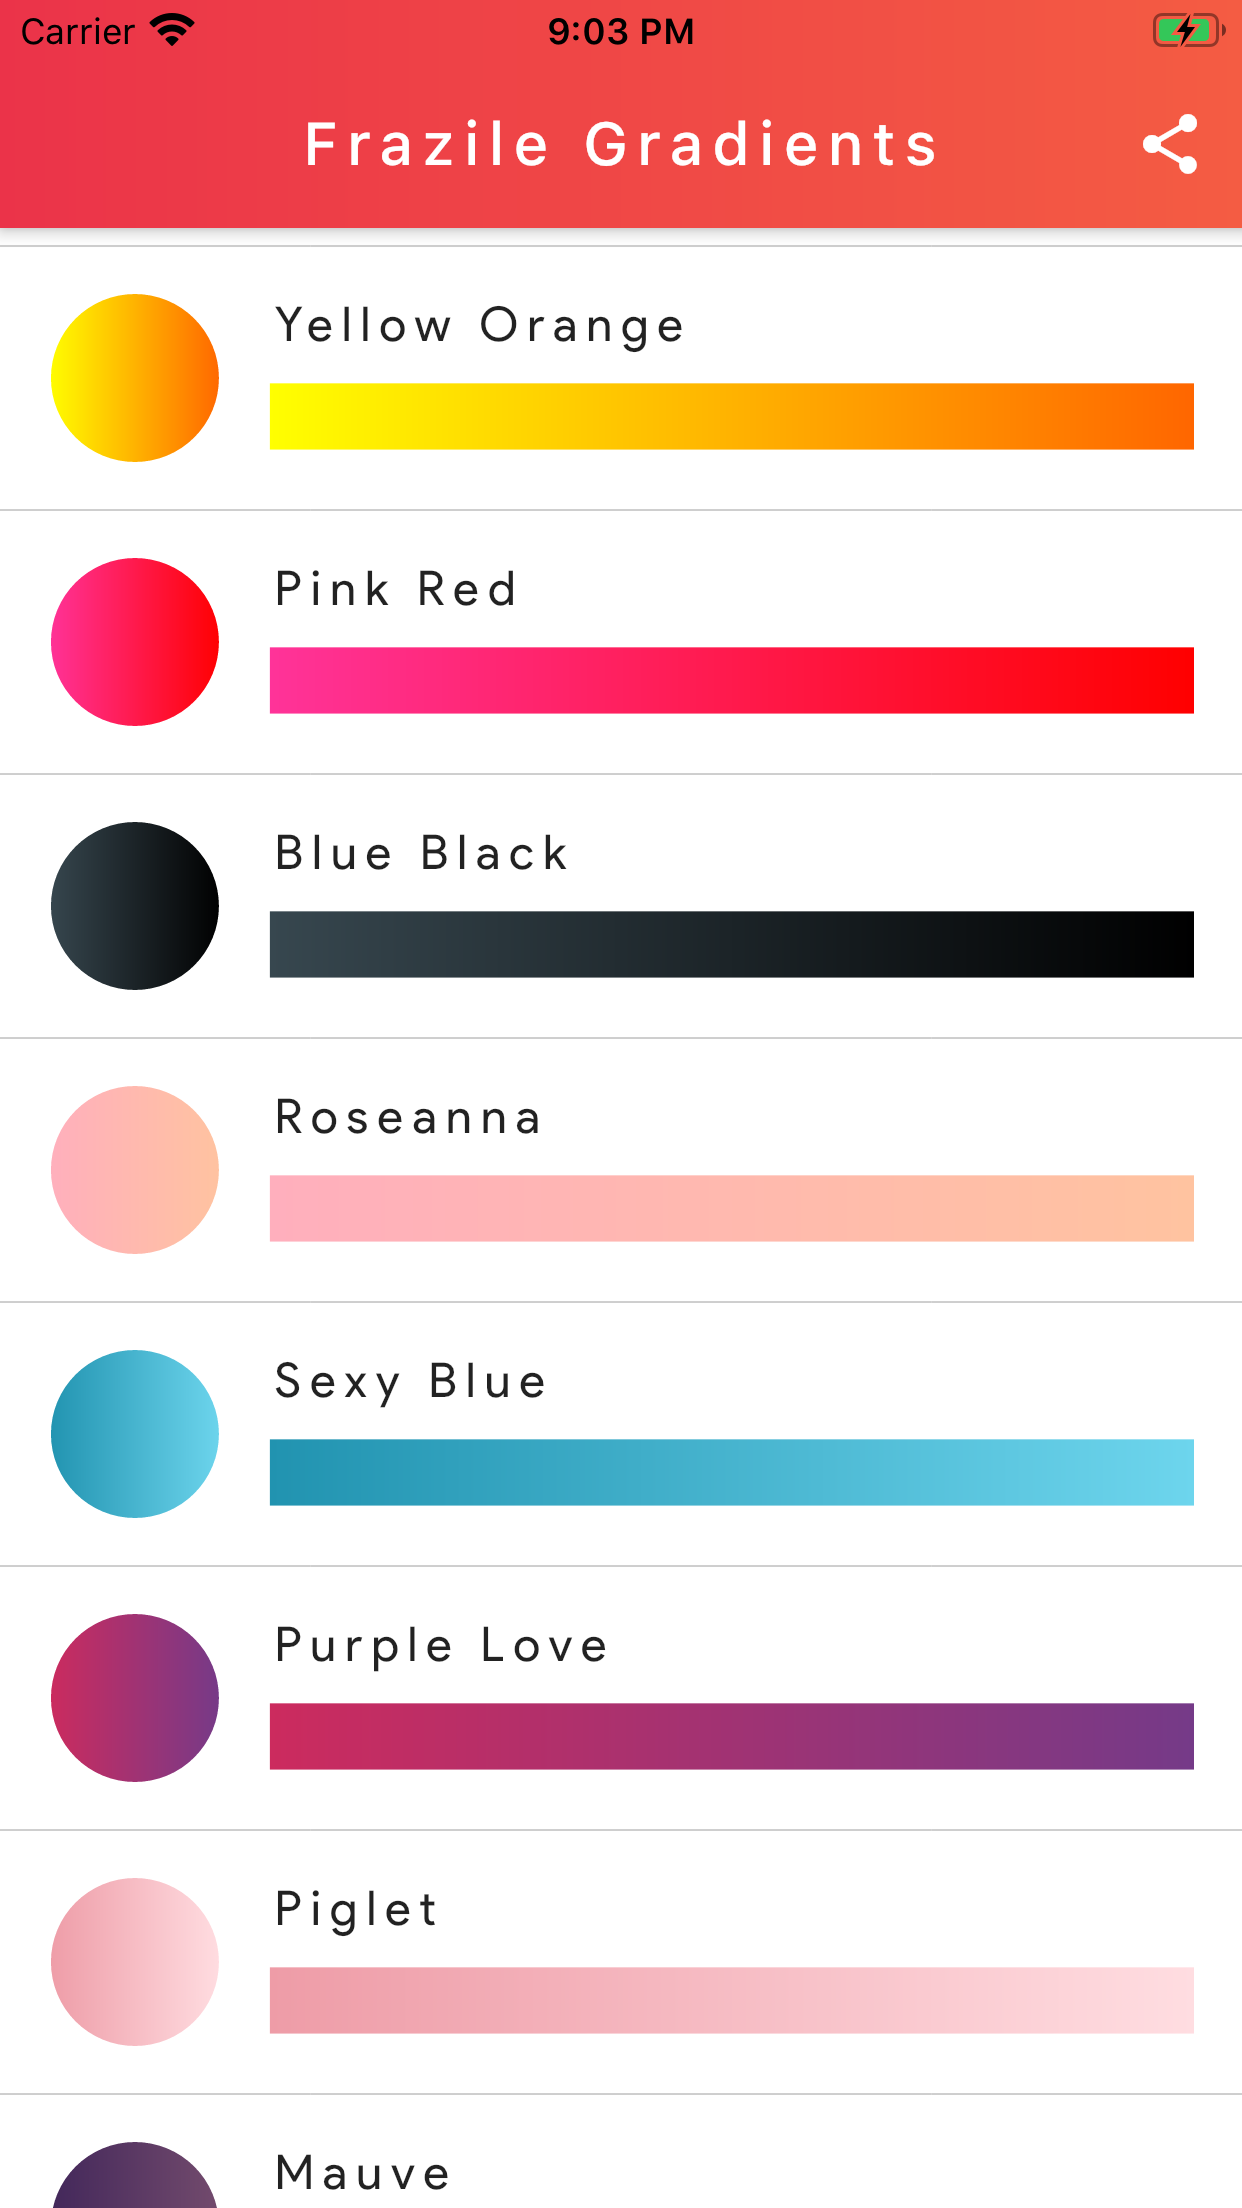 Carrier 9:03 PM
Frazile Gradients
Yellow Orange
Pink Red
Blue Black
Roseanna
Sexy Blue
Purple Love
Piglet
Mauve